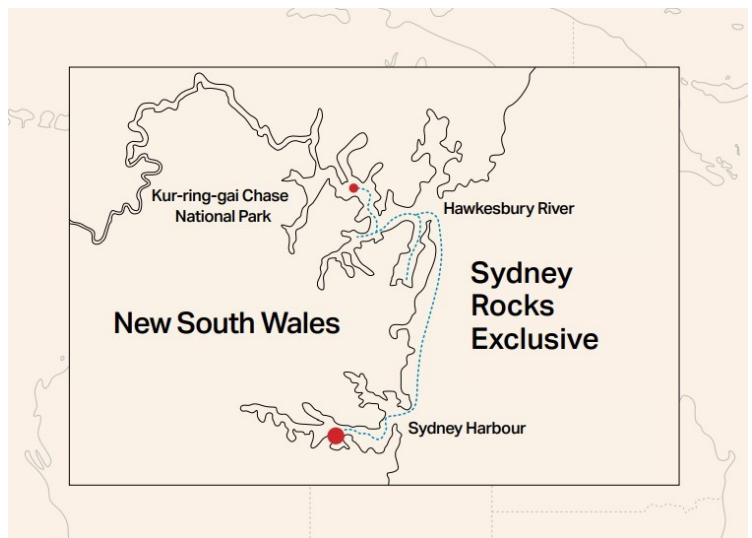 Kur-ring-gai Chase
National Park
Hawkesbury River
Sydney
Rocks
Exclusive
New South Wales
Sydney Harbour